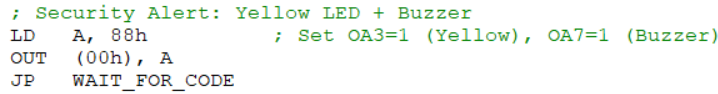 ; Security Alert: Yellow LED + Buzzer
LD   A, 88h            ; Set OA3=1 (Yellow), OA7=1 (Buzzer)
OUT  (00h), A
JP   WAIT_FOR_CODE